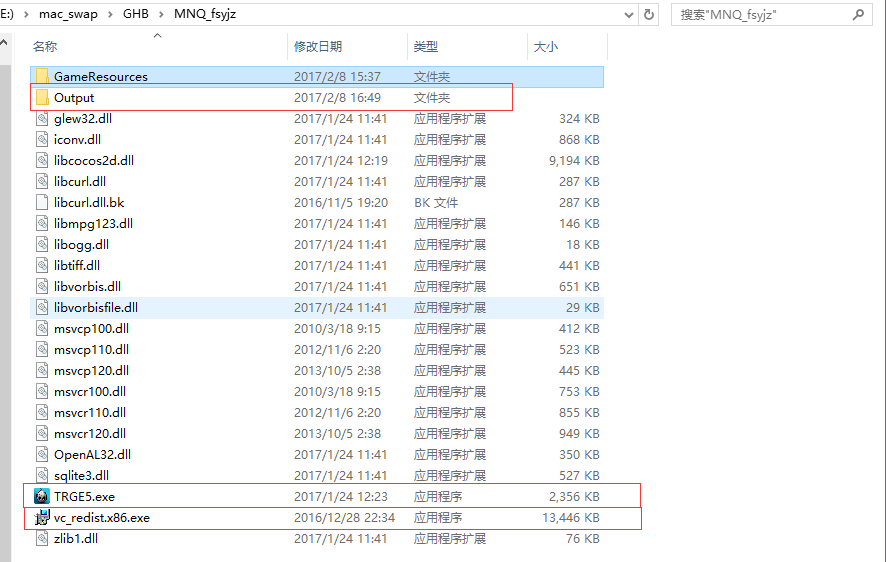 E:) › mac_swap › GHB › MNQ_fsyjz 搜索"MNQ_fsyjz"
名称 修改日期 类型 大小
GameResources 2017/2/8 15:37 文件夹
Output 2017/2/8 16:49 文件夹
glew32.dll 2017/1/24 11:41 应用程序扩展 324 KB
iconv.dll 2017/1/24 11:41 应用程序扩展 868 KB
libcocos2d.dll 2017/1/24 12:19 应用程序扩展 9,194 KB
libcurl.dll 2017/1/24 11:41 应用程序扩展 287 KB
libcurl.dll.bk 2016/11/5 19:20 BK 文件 287 KB
libmpg123.dll 2017/1/24 11:41 应用程序扩展 146 KB
libogg.dll 2017/1/24 11:41 应用程序扩展 18 KB
libtiff.dll 2017/1/24 11:41 应用程序扩展 441 KB
libvorbis.dll 2017/1/24 11:41 应用程序扩展 651 KB
libvorbisfile.dll 2017/1/24 11:41 应用程序扩展 29 KB
msvcp100.dll 2010/3/18 9:15 应用程序扩展 412 KB
msvcp110.dll 2012/11/6 2:20 应用程序扩展 523 KB
msvcp120.dll 2013/10/5 2:38 应用程序扩展 445 KB
msvcr100.dll 2010/3/18 9:15 应用程序扩展 753 KB
msvcr110.dll 2012/11/6 2:20 应用程序扩展 855 KB
msvcr120.dll 2013/10/5 2:38 应用程序扩展 949 KB
OpenAL32.dll 2017/1/24 11:41 应用程序扩展 350 KB
sqlite3.dll 2017/1/24 11:41 应用程序扩展 527 KB
TRGE5.exe 2017/1/24 12:23 应用程序 2,356 KB
vc_redist.x86.exe 2016/12/28 22:34 应用程序 13,446 KB
zlib1.dll 2017/1/24 11:41 应用程序扩展 76 KB